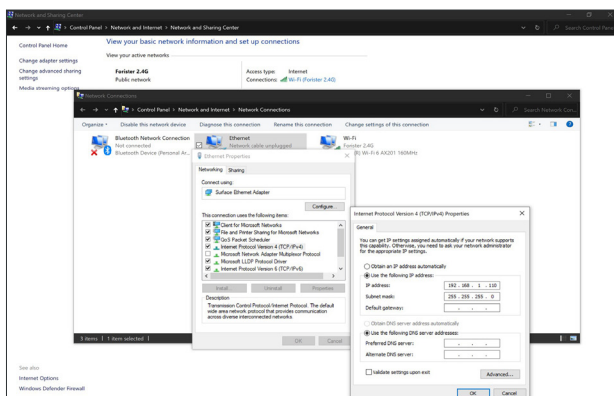 Network and Sharing Center
Control Panel > Network and Internet > Network and Sharing Center
Search Control Panel
Control Panel Home
Change adapter settings
Change advanced sharing settings
Media streaming options
View your basic network information and set up connections
View your active networks
Forister 2.4G
Public network
Access type: Internet
Connections: Wi-Fi (Forister 2.4G)
Network Connections
Control Panel > Network and Internet > Network Connections
Search Network Con...
Organize
Disable this network device
Diagnose this connection
Rename this connection
Change settings of this connection
Bluetooth Network Connection
Not connected
Bluetooth Device (Personal Ar...
Ethernet
Network cable unplugged
Wi-Fi
Forister 2.4G
(R) Wi-Fi 6 AX201 160MHz
Ethernet Properties
Networking
Sharing
Connect using:
Surface Ethernet Adapter
Configure...
This connection uses the following items:
Client for Microsoft Networks
File and Printer Sharing for Microsoft Networks
QoS Packet Scheduler
Internet Protocol Version 4 (TCP/IPv4)
Microsoft Network Adapter Multiplexor Protocol
Microsoft LLDP Protocol Driver
Internet Protocol Version 6 (TCP/IPv6)
Install...
Uninstall
Properties
Description
Transmission Control Protocol/Internet Protocol. The default
wide area network protocol that provides communication
across diverse interconnected networks.
OK
Cancel
3 items
1 item selected
Internet Protocol Version 4 (TCP/IPv4) Properties
General
You can get IP settings assigned automatically if your network supports
this capability. Otherwise, you need to ask your network administrator
for the appropriate IP settings.
Obtain an IP address automatically
Use the following IP address:
IP address: 192 . 168 . 1 . 110
Subnet mask: 255 . 255 . 255 . 0
Default gateway: . . .
Obtain DNS server address automatically
Use the following DNS server addresses:
Preferred DNS server: . . .
Alternate DNS server: . . .
Validate settings upon exit
Advanced...
OK
Cancel
See also
Internet Options
Windows Defender Firewall